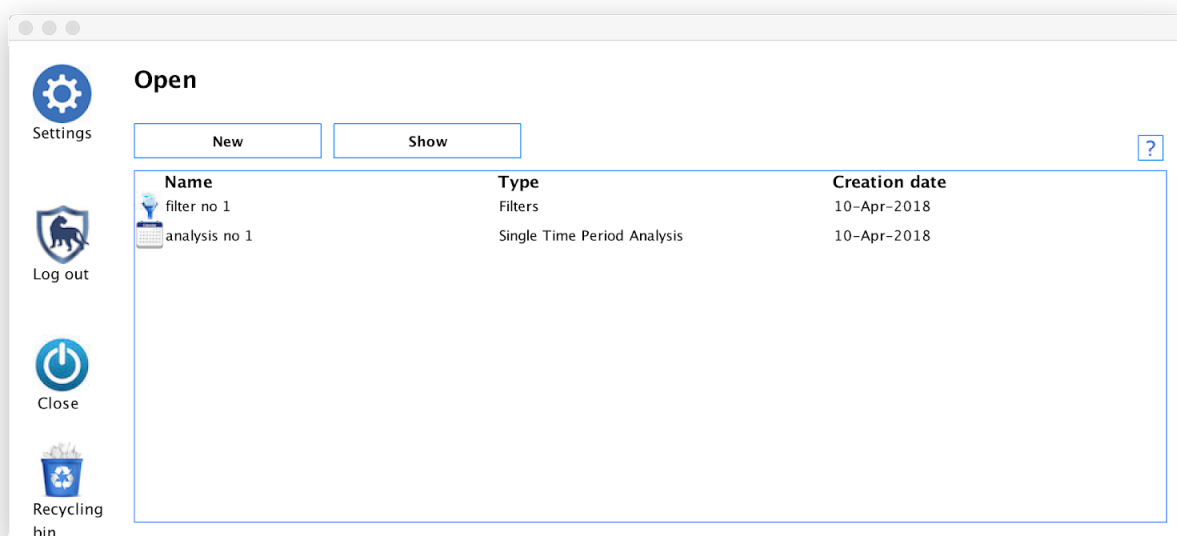 Open
Settings
New Show
?
Name Type Creation date
filter no 1 Filters 10-Apr-2018
analysis no 1 Single Time Period Analysis 10-Apr-2018
Log out
Close
Recycling
bin